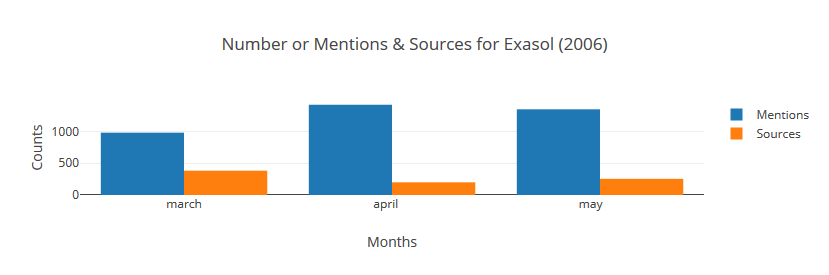 Number or Mentions & Sources for Exasol (2006)
Mentions
Sources
Counts
1000
500
0
march april may
Months